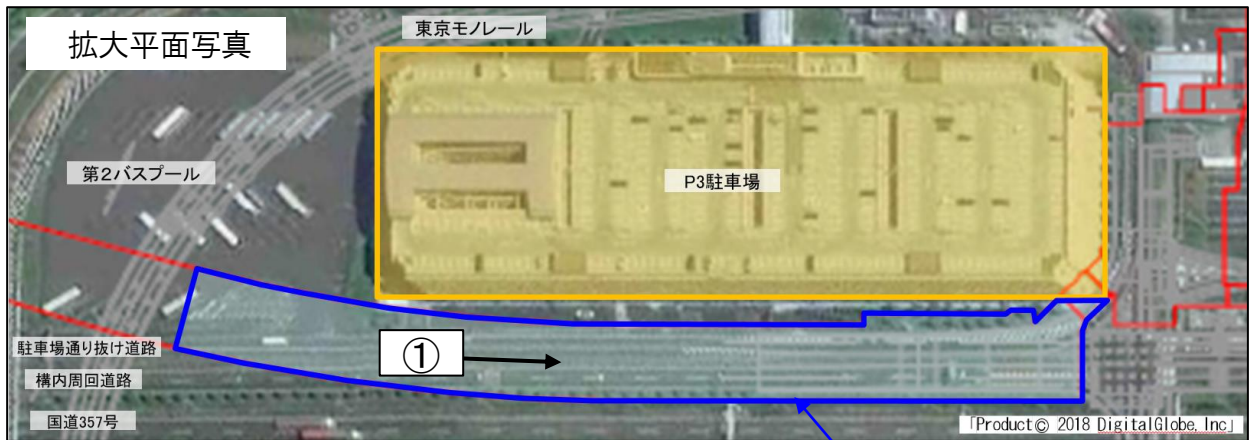 拡大平面写真
東京モノレール
第2バスプール
P3駐車場
駐車場通り抜け道路
①
構内周回道路
国道357号
「Product© 2018 DigitalGlobe, Inc」